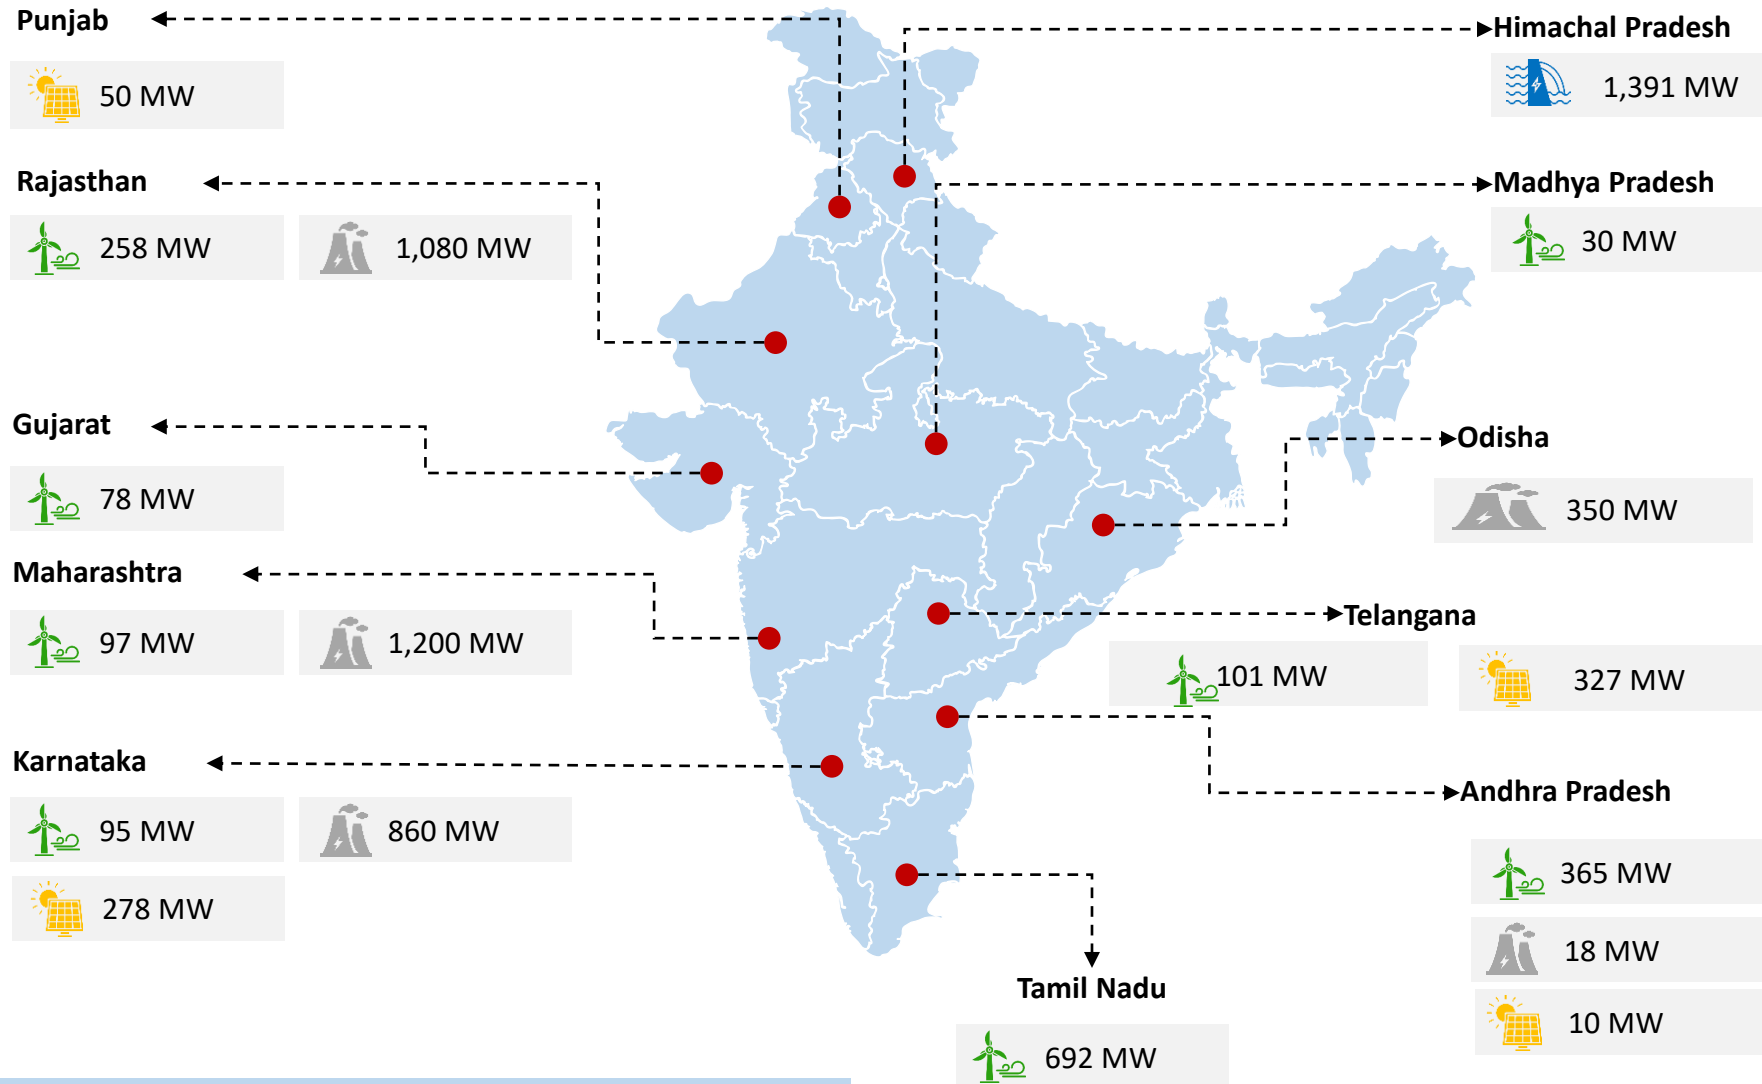 Punjab
50 MW
Rajasthan
258 MW
1,080 MW
Gujarat
78 MW
Maharashtra
97 MW
1,200 MW
Karnataka
95 MW
860 MW
278 MW
Himachal Pradesh
1,391 MW
Madhya Pradesh
30 MW
Odisha
350 MW
Telangana
101 MW
327 MW
Andhra Pradesh
365 MW
18 MW
10 MW
Tamil Nadu
692 MW